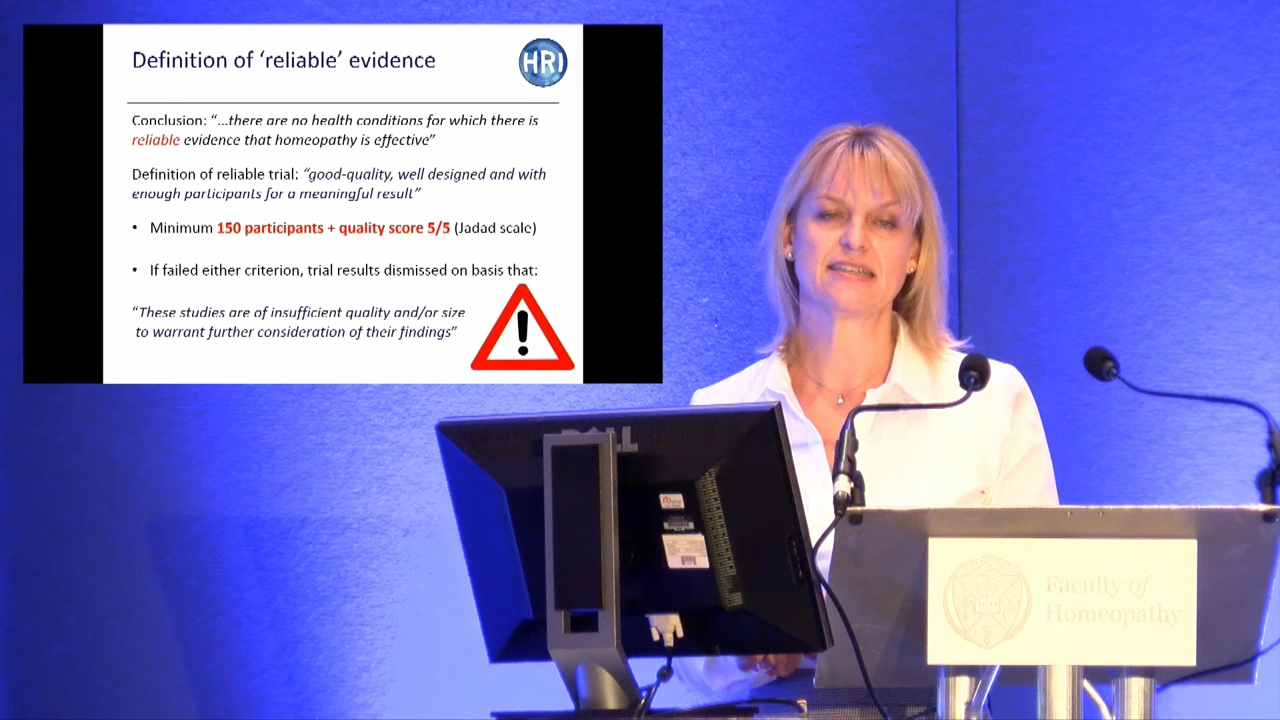 Definition of ‘reliable’ evidence
HRI
Conclusion: “...there are no health conditions for which there is
reliable evidence that homeopathy is effective”
Definition of reliable trial: “good-quality, well designed and with
enough participants for a meaningful result”
• Minimum 150 participants + quality score 5/5 (Jadad scale)
• If failed either criterion, trial results dismissed on basis that:
“These studies are of insufficient quality and/or size
to warrant further consideration of their findings”
!
DELL
Faculty of
Homeopathy